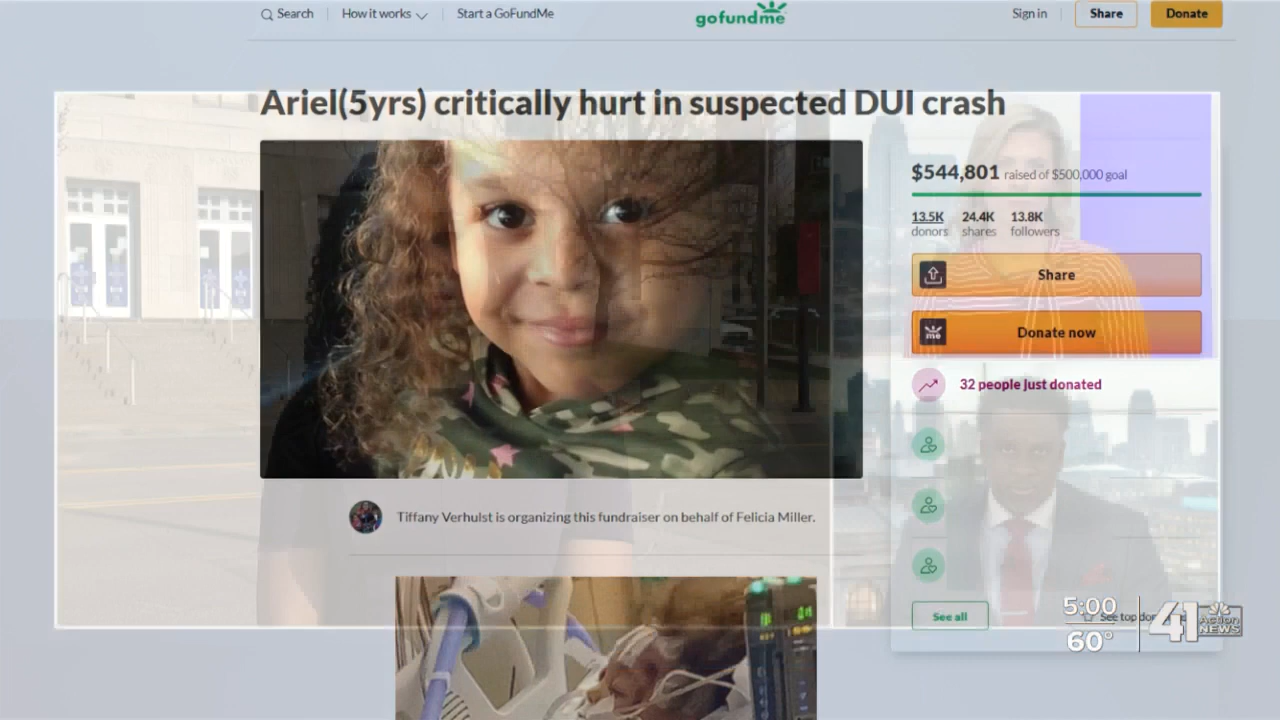 Search
How it works
Start a GoFundMe
gofundme
Sign in
Share
Donate
Ariel(5yrs) critically hurt in suspected DUI crash
$544,801 raised of $500,000 goal
13.5K 24.4K 13.8K
donors shares followers
Share
me Donate now
32 people just donated
Tiffany Verhulst is organizing this fundraiser on behalf of Felicia Miller.
See all
See top
5:00
60°
41 Action NEWS